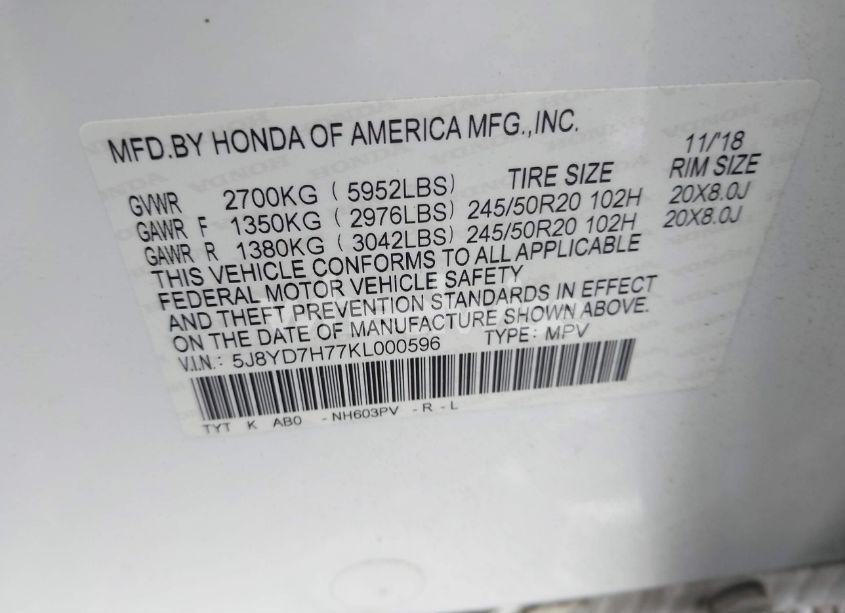 MFD.BY HONDA OF AMERICA MFG.,INC.
11/'18
GVWR 2700KG ( 5952LBS) TIRE SIZE RIM SIZE
GAWR F 1350KG ( 2976LBS) 245/50R20 102H 20X8.0J
GAWR R 1380KG ( 3042LBS) 245/50R20 102H 20X8.0J
THIS VEHICLE CONFORMS TO ALL APPLICABLE
FEDERAL MOTOR VEHICLE SAFETY
AND THEFT PREVENTION STANDARDS IN EFFECT
ON THE DATE OF MANUFACTURE SHOWN ABOVE.
V.I.N.: 5J8YD7H77KL000596 TYPE: MPV
TYT K AB0 -NH603PV -R-L